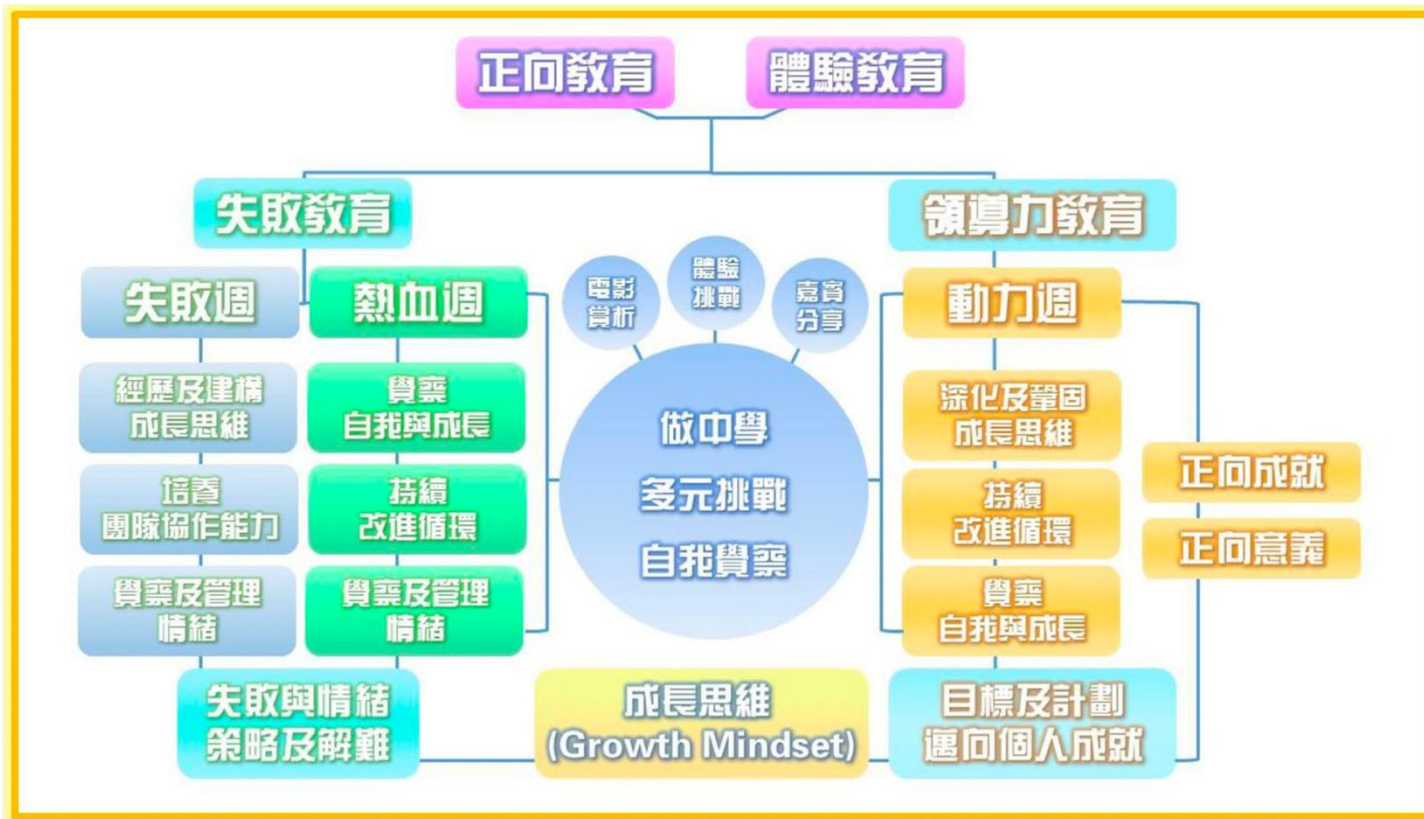 正向教育
體驗教育
失敗教育
領導力教育
失敗週
熱血週
電影
賞析
體驗
挑戰
嘉賓
分享
動力週
經歷及建構
成長思維
培養
團隊協作能力
覺察及管理
情緒
覺察
自我與成長
持續
改進循環
覺察及管理
情緒
做中學
多元挑戰
自我覺察
深化及鞏固
成長思維
持續
改進循環
覺察
自我與成長
正向成就
正向意義
失敗與情緒
策略及解難
成長思維
(Growth Mindset)
目標及計劃
邁向個人成就